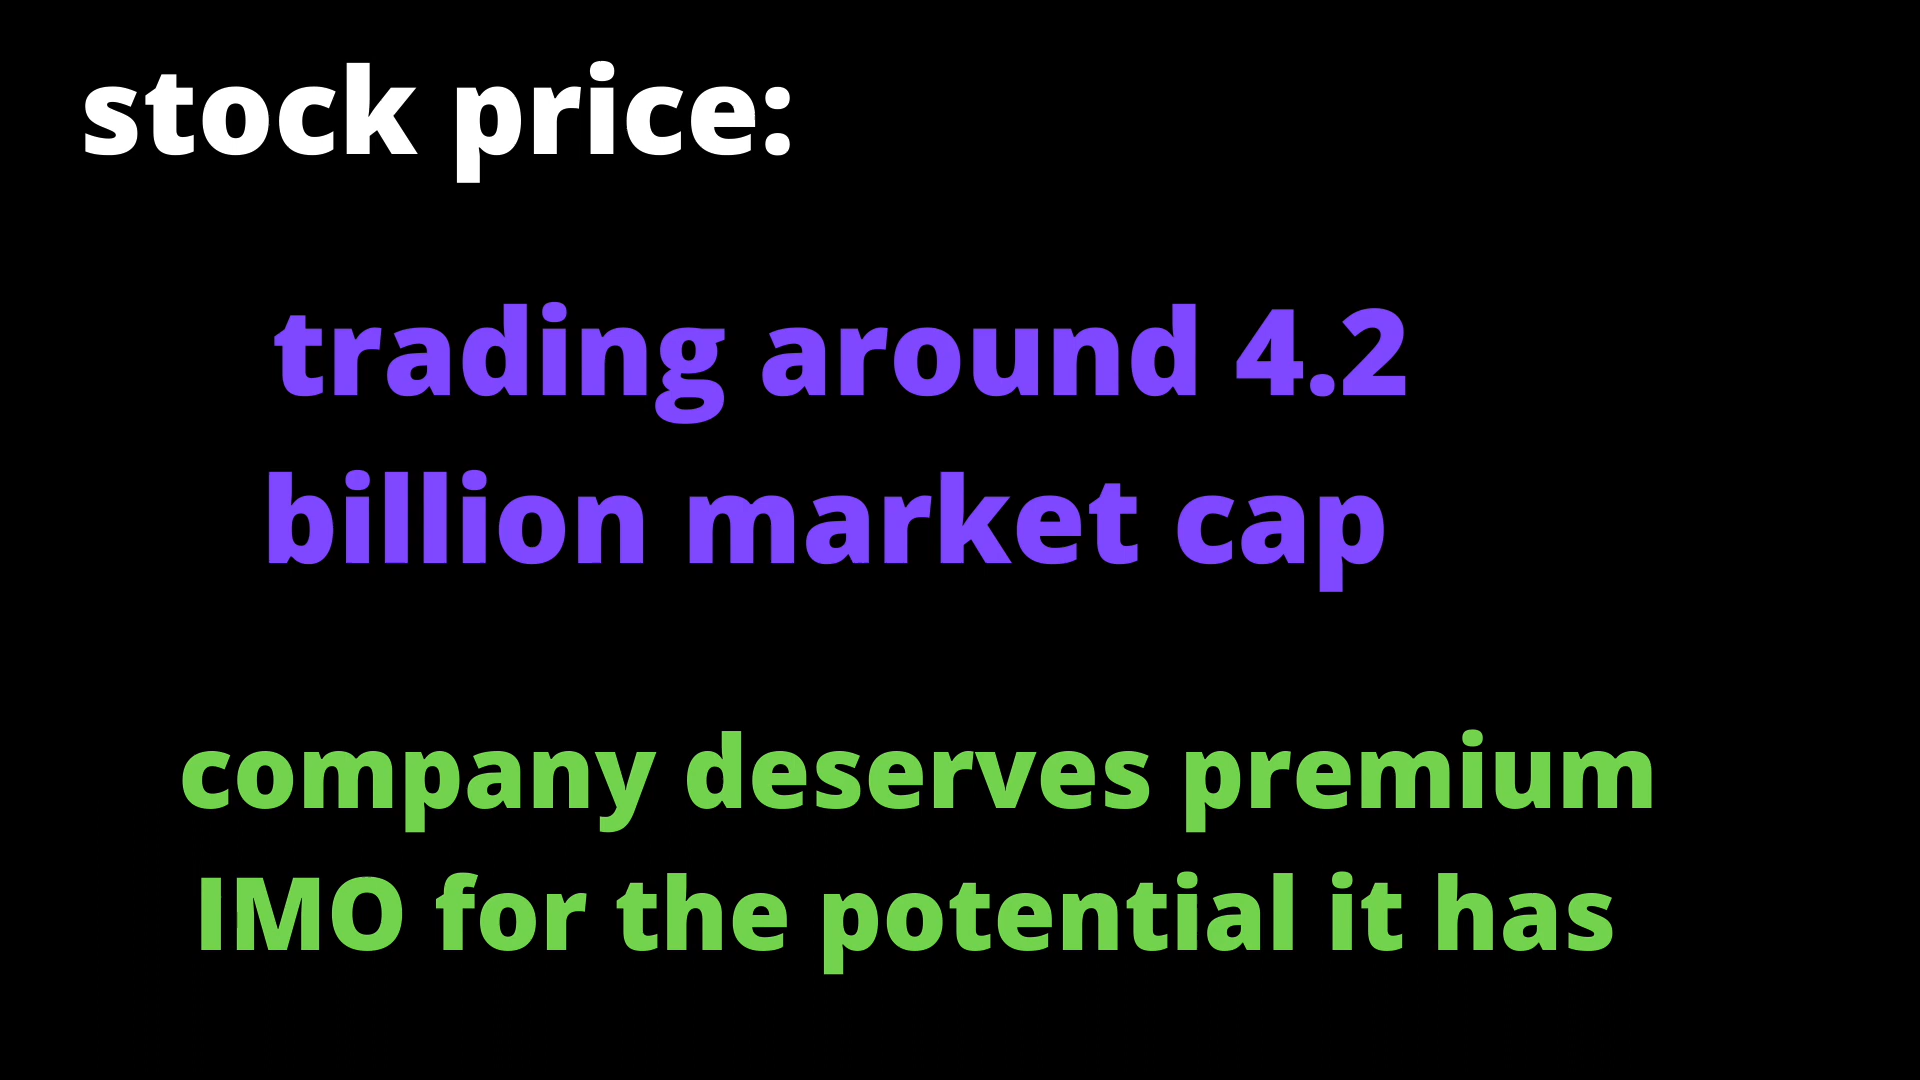 stock price:
trading around 4.2
billion market cap
company deserves premium
IMO for the potential it has